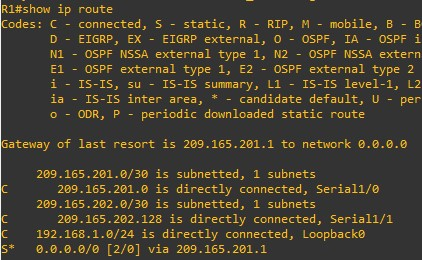 R1#show ip route
Codes: C - connected, S - static, R - RIP, M - mobile, B - B
D - EIGRP, EX - EIGRP external, O - OSPF, IA - OSPF i
N1 - OSPF NSSA external type 1, N2 - OSPF NSSA extern
E1 - OSPF external type 1, E2 - OSPF external type 2
i - IS-IS, su - IS-IS summary, L1 - IS-IS level-1, L2
ia - IS-IS inter area, * - candidate default, U - per
o - ODR, P - periodic downloaded static route
Gateway of last resort is 209.165.201.1 to network 0.0.0.0
209.165.201.0/30 is subnetted, 1 subnets
C 209.165.201.0 is directly connected, Serial1/0
209.165.202.0/30 is subnetted, 1 subnets
C 209.165.202.128 is directly connected, Serial1/1
C 192.168.1.0/24 is directly connected, Loopback0
S* 0.0.0.0/0 [2/0] via 209.165.201.1